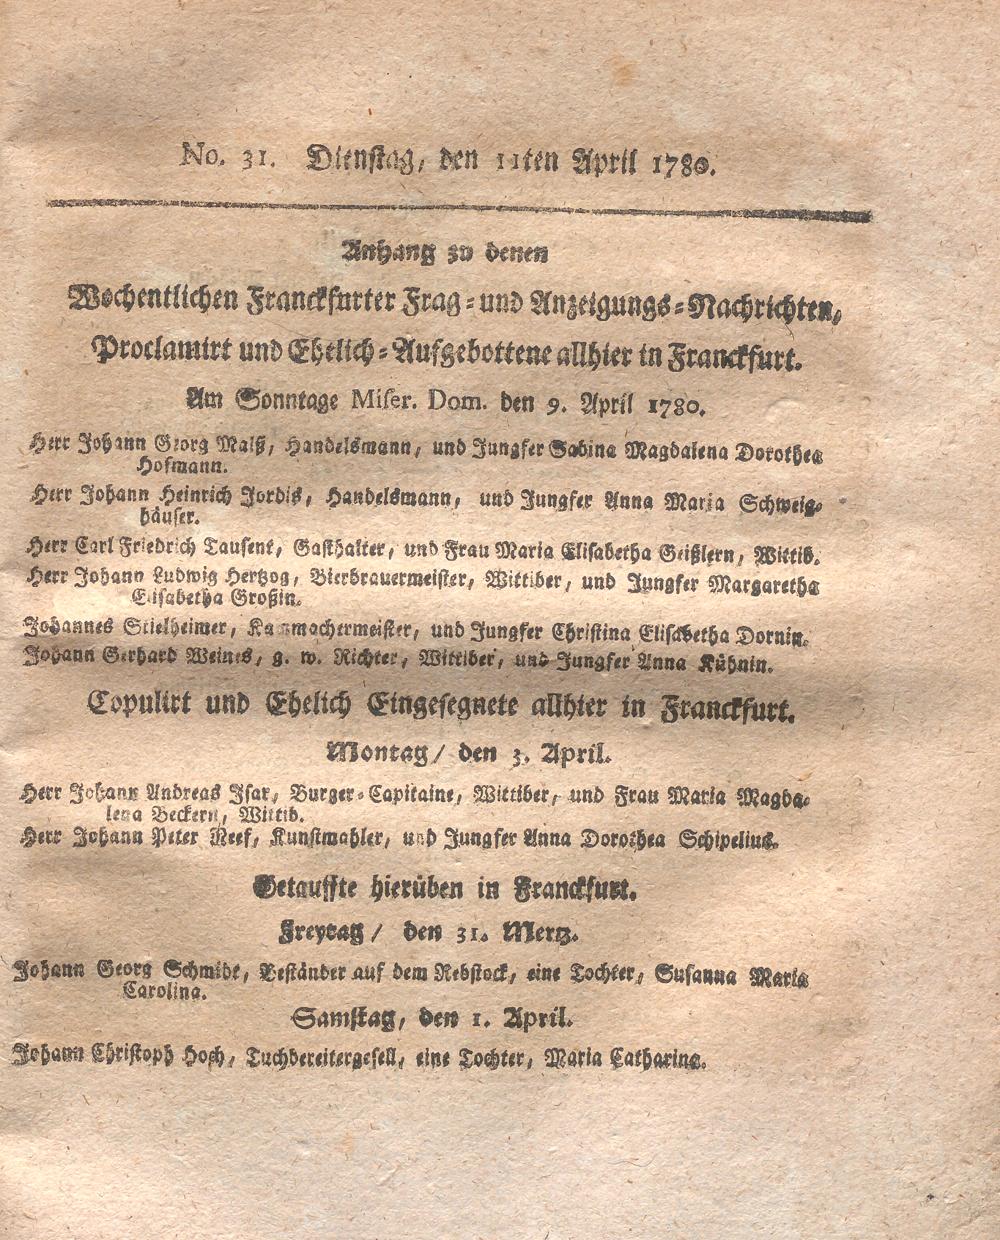 No. 31. Dienstag, den 11ten April 1780.
Anhang zu denen
Wochentlichen Franckfurter Frag-und Anzeigungs-Nachrichten,
Proclamirt und Ehelich-Aufgebottene allhier in Franckfurt.
Am Sonntage Miser. Dom. den 9. April 1780.
Herr Johann Georg Malß, Handelsmann, und Jungfer Sabina Magdalena Dorothea
Hofmann.
Herr Johann Heinrich Jordis, Handelsmann, und Jungfer Anna Maria Schweig-
häuser.
Herr Carl Friedrich Tausent, Gasthalter, und Frau Maria Elisabetha Geißlern, Wittib.
Herr Johann Ludwig Hertzog, Bierbrauermeister, Wittiber, und Jungfer Margaretha
Elisabetha Großin.
Johannes Stielheimer, Kammachermeister, und Jungfer Christina Elisabetha Dornin.
Johann Gerhard Weines, g. w. Richter, Wittiber, und Jungfer Anna Kühnin.
Copulirt und Ehelich Eingesegnete allhier in Franckfurt.
Montag/ den 3. April.
Herr Johann Andreas Isar, Burger-Capitaine, Wittiber, und Frau Maria Magda-
lena Beckern, Wittib.
Herr Johann Peter Neef, Kunstmahler, und Jungfer Anna Dorothea Schipelius.
Getauffte hierüben in Franckfurt.
Freytag/ den 31. Mertz.
Johann Georg Schmidt, Beständer auf dem Rebstock, eine Tochter, Susanna Maria
Carolina.
Samstag, den 1. April.
Johann Christoph Hoch, Tuchbereitergesell, eine Tochter, Maria Catharina.